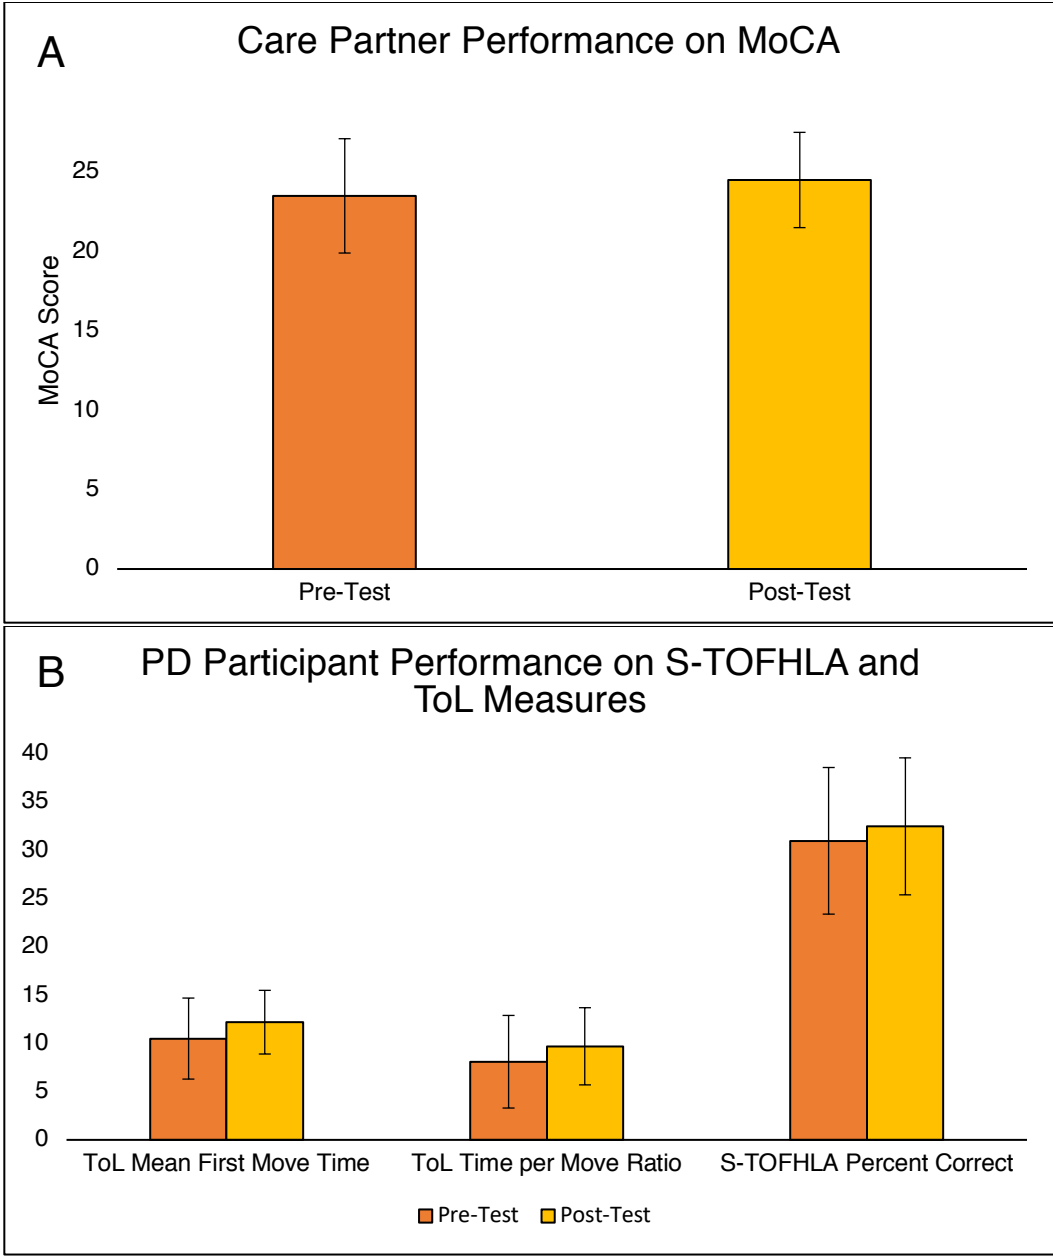 A
Care Partner Performance on MoCA
MoCA Score
25
20
15
10
5
0
Pre-Test
Post-Test
B
PD Participant Performance on S-TOFHLA and
ToL Measures
40
35
30
25
20
15
10
5
0
ToL Mean First Move Time
ToL Time per Move Ratio
S-TOFHLA Percent Correct
Pre-Test
Post-Test